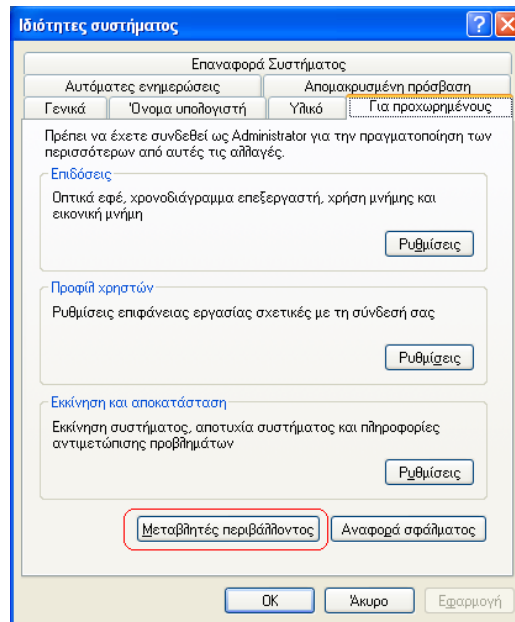 Ιδιότητες συστήματος
Επαναφορά Συστήματος
Αυτόματες ενημερώσεις Απομακρυσμένη πρόσβαση
Γενικά Όνομα υπολογιστή Υλικό Για προχωρημένους
Πρέπει να έχετε συνδεθεί ως Administrator για την πραγματοποίηση των
περισσότερων από αυτές τις αλλαγές.
Επιδόσεις
Οπτικά εφέ, χρονοδιάγραμμα επεξεργαστή, χρήση μνήμης και
εικονική μνήμη
Ρυθμίσεις
Προφίλ χρηστών
Ρυθμίσεις επιφάνειας εργασίας σχετικές με τη σύνδεσή σας
Ρυθμίσεις
Εκκίνηση και αποκατάσταση
Εκκίνηση συστήματος, αποτυχία συστήματος και πληροφορίες
αντιμετώπισης προβλημάτων
Ρυθμίσεις
Μεταβλητές περιβάλλοντος Αναφορά σφάλματος
OK Άκυρο Εφαρμογή